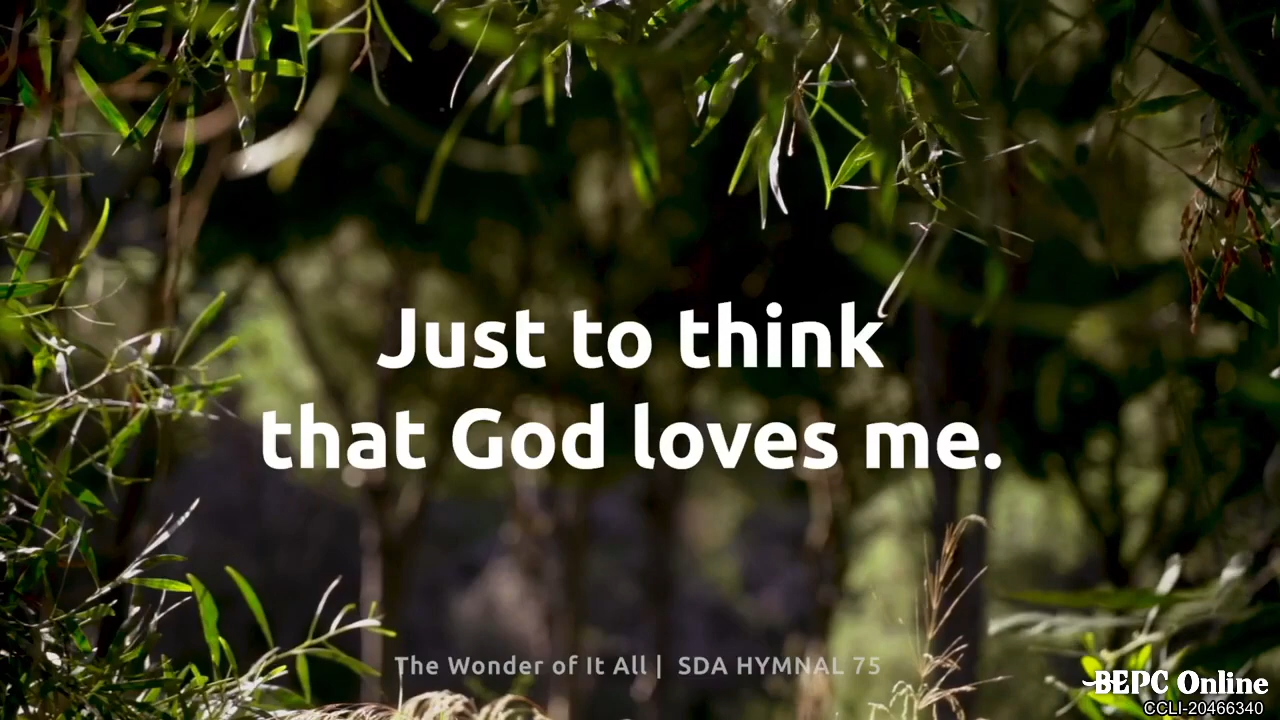 Just to think
that God loves me.
The Wonder of It All | SDA HYMNAL 75
BEPC Online
CCLI-20466340